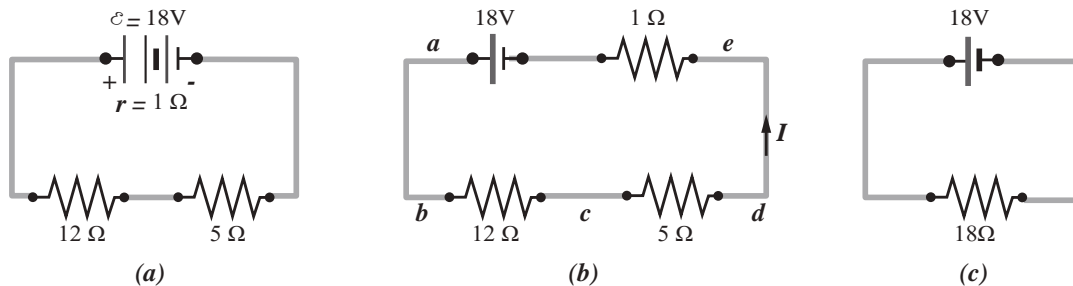 ℰ = 18V
+ -
r = 1 Ω
12 Ω 5 Ω
(a)
18V 1 Ω
a e
I
b c d
12 Ω 5 Ω
(b)
18V
18Ω
(c)